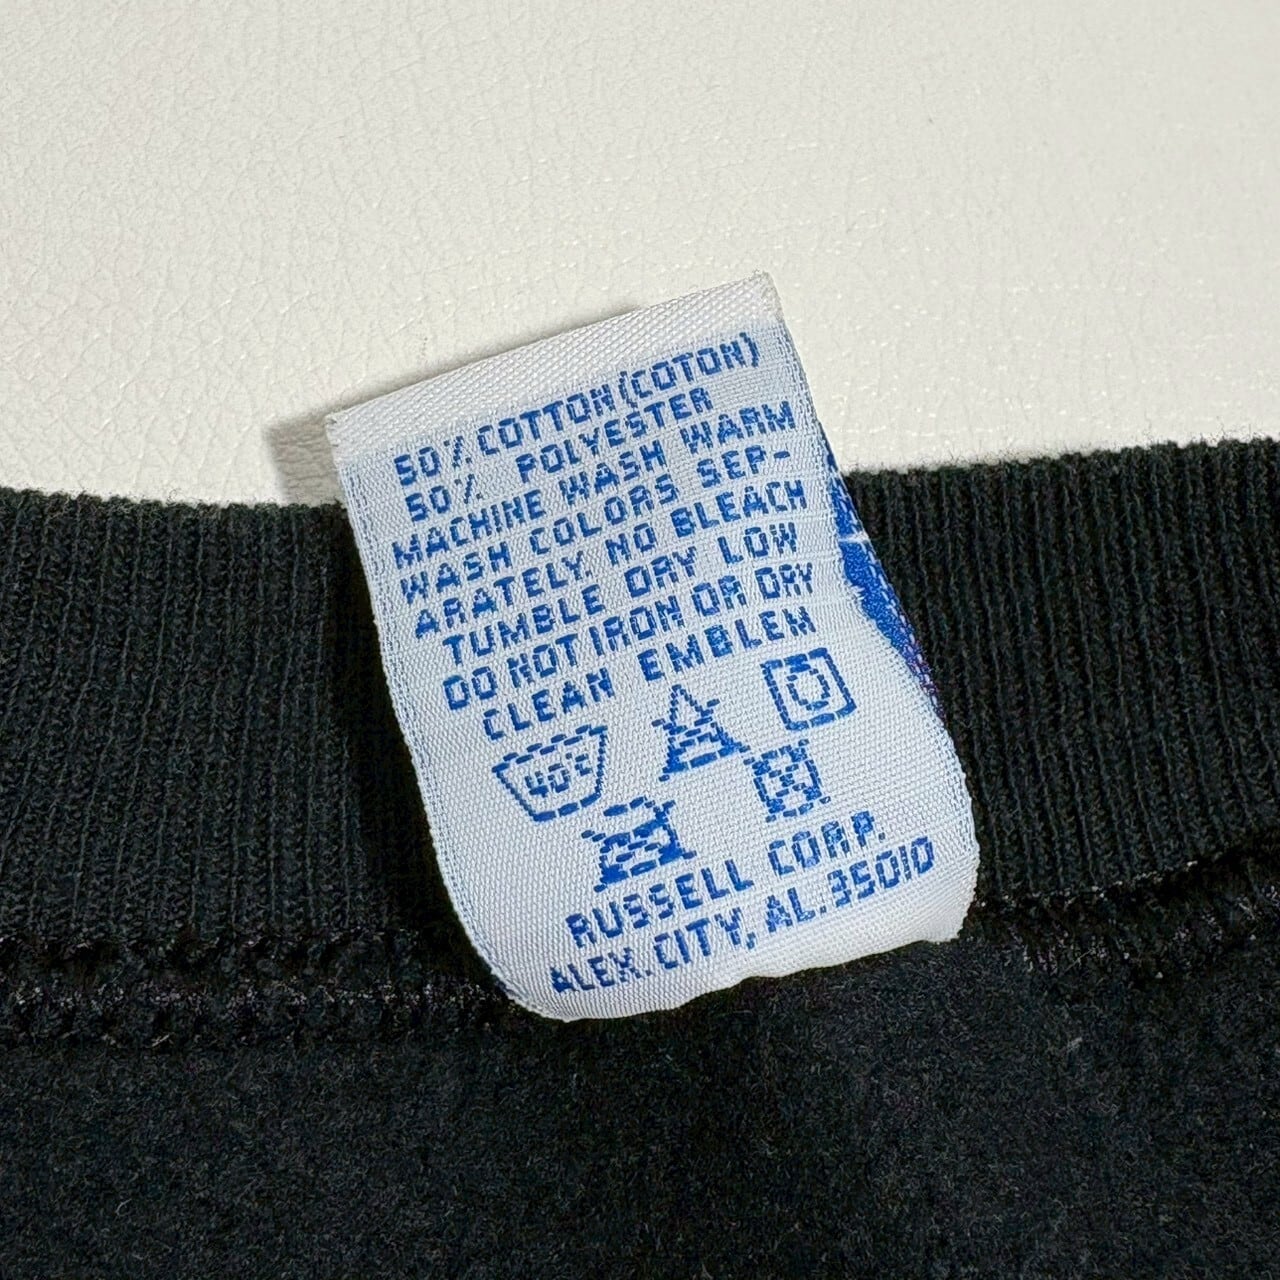 50% COTTON (COTON)
50% POLYESTER
MACHINE WASH WARM
WASH COLORS SEP-
ARATELY, NO BLEACH
TUMBLE DRY LOW
DO NOT IRON OR DRY
CLEAN EMBLEM
40°C
RUSSELL CORP.
ALEX. CITY, AL.35010